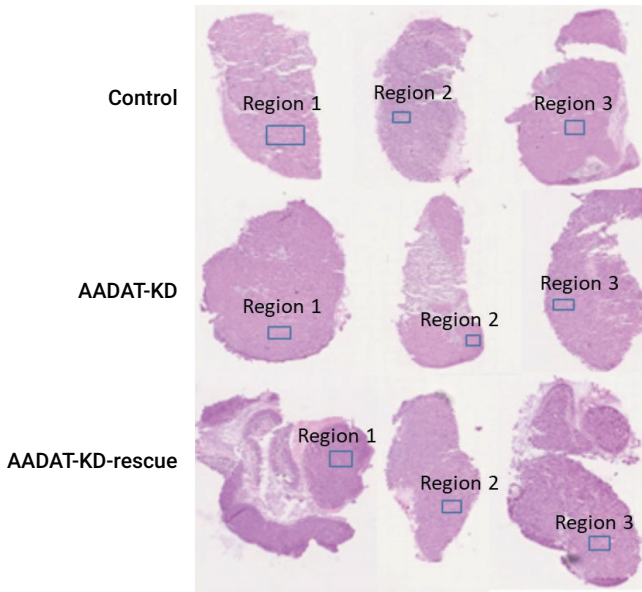 Control
Region 1
Region 2
Region 3
AADAT-KD
Region 1
Region 2
Region 3
AADAT-KD-rescue
Region 1
Region 2
Region 3